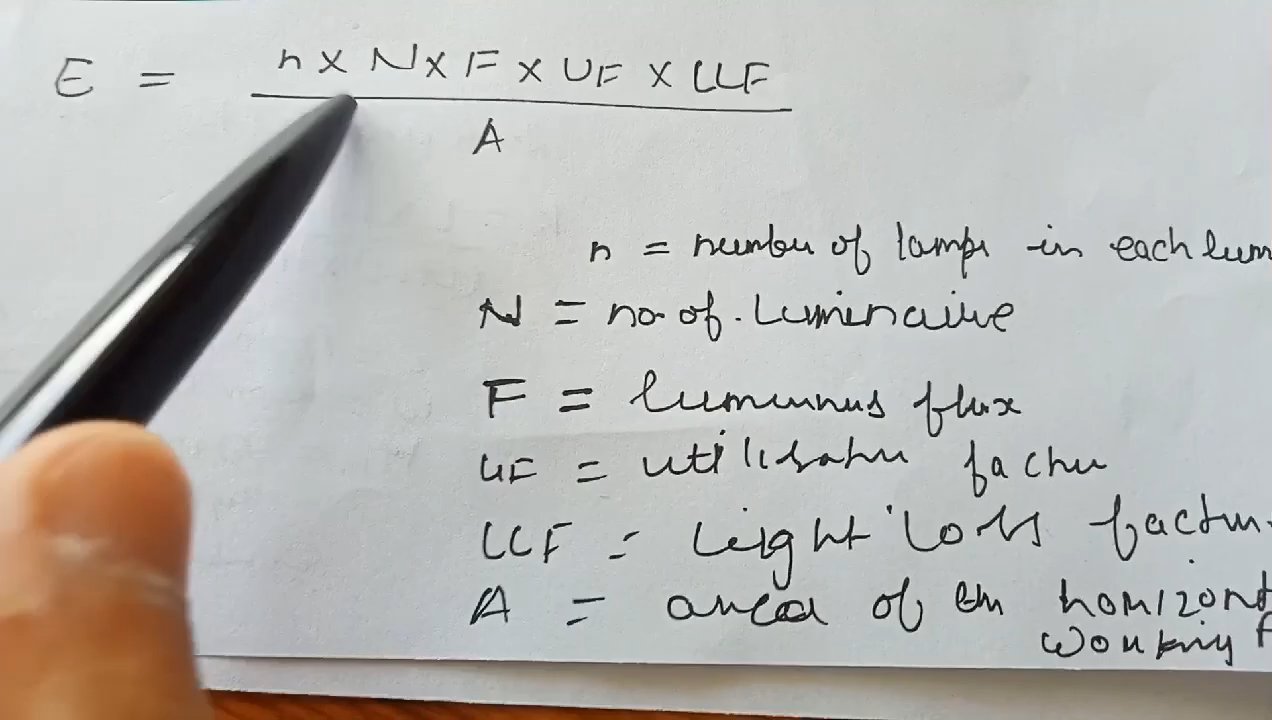 E = n x N x F x UF x LLF
A
n = number of lamps in each lum
N = no. of. Luminaire
F = lumunnus flux
UF = utilisation factor
LLF = Light loss factor.
A = area of the horizont
working